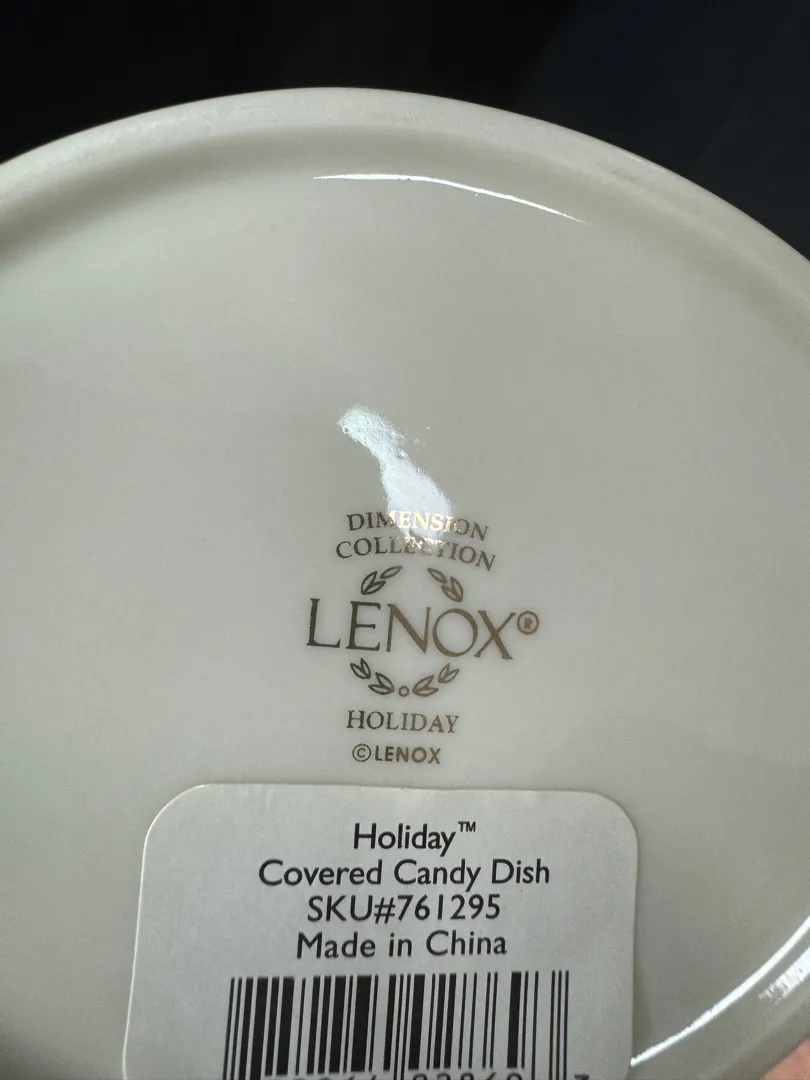 DIMENSION
COLLECTION
LENOX®
HOLIDAY
©LENOX
Holiday™
Covered Candy Dish
SKU#761295
Made in China